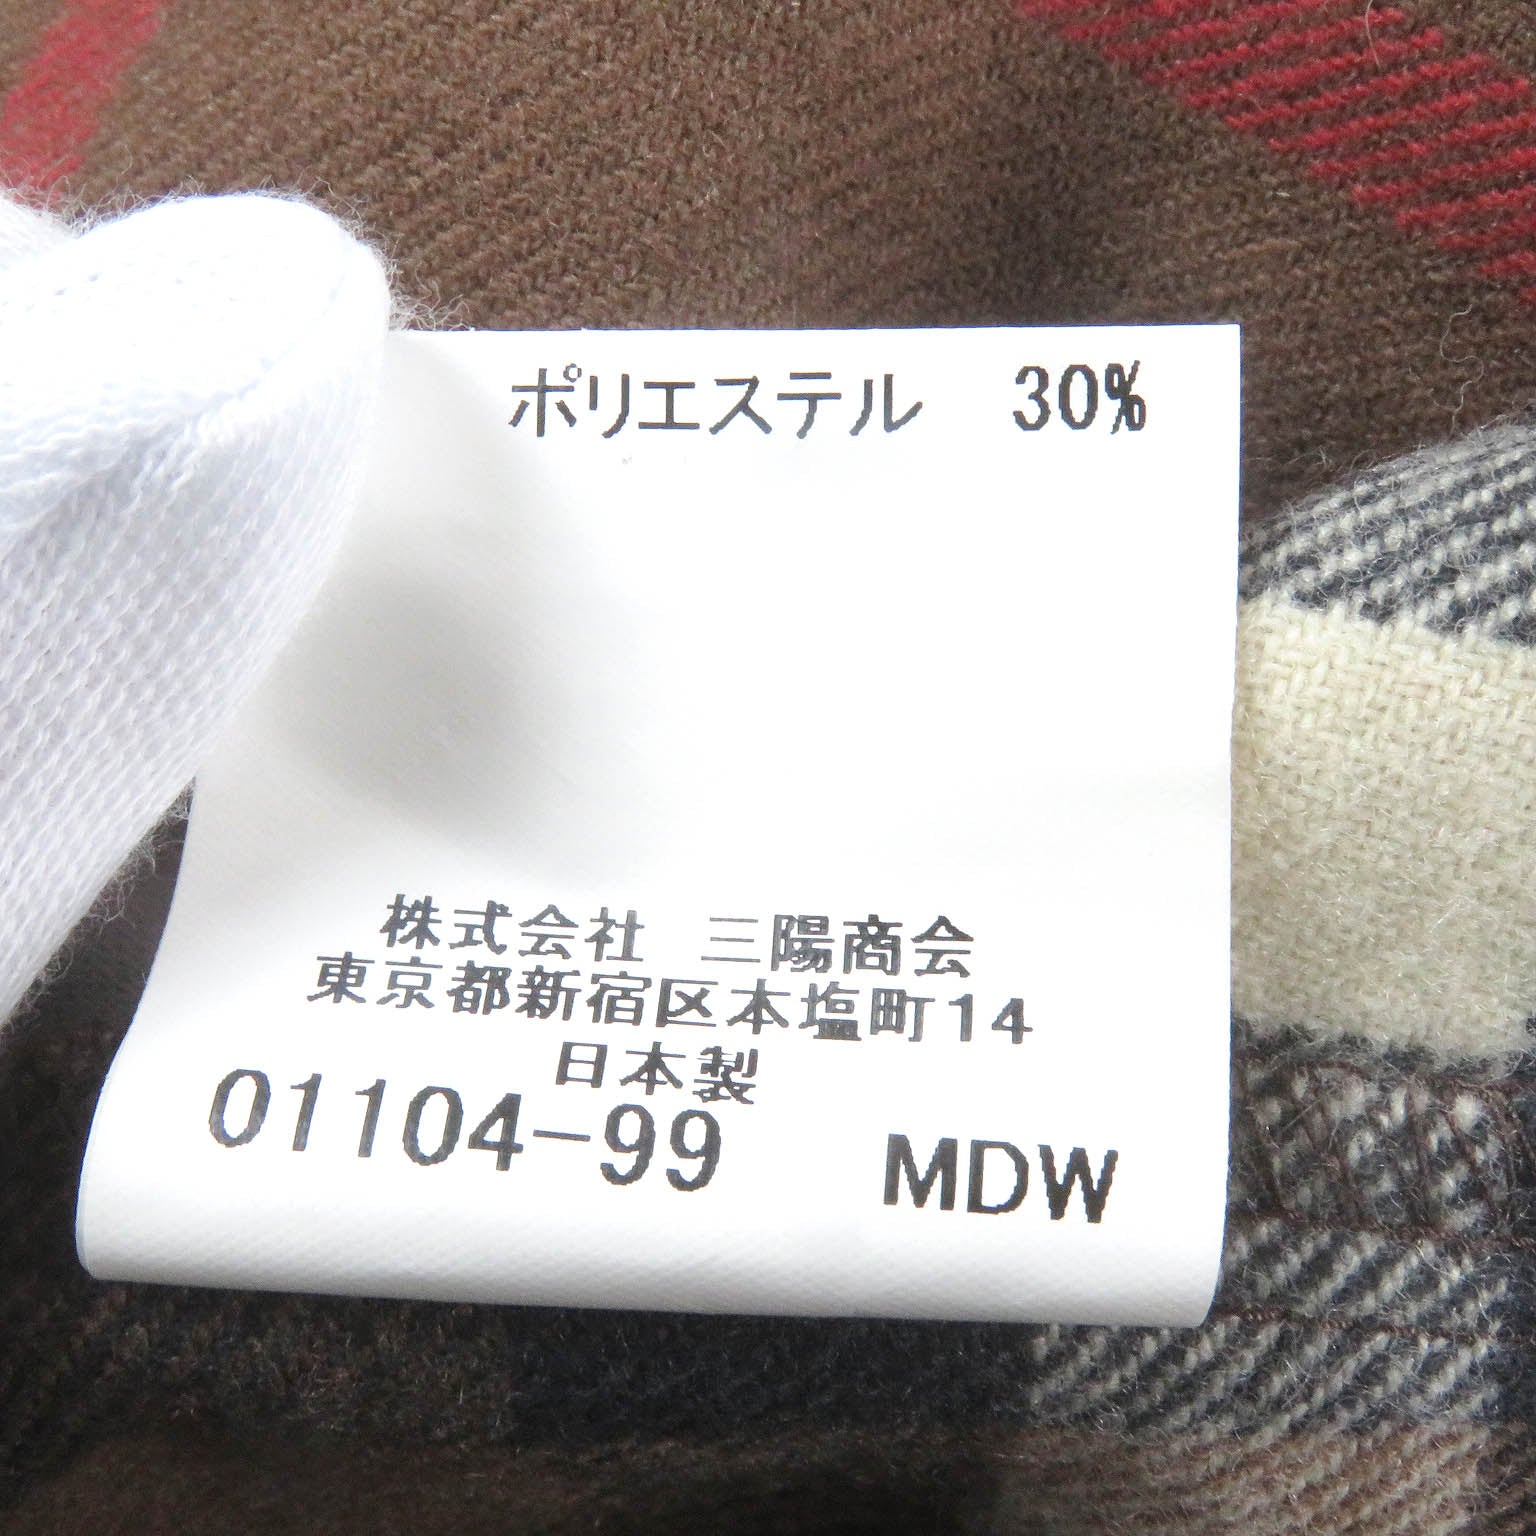 ポリエステル 30%
株式会社 三陽商会
東京都新宿区本塩町14
日本製
01104-99 MDW